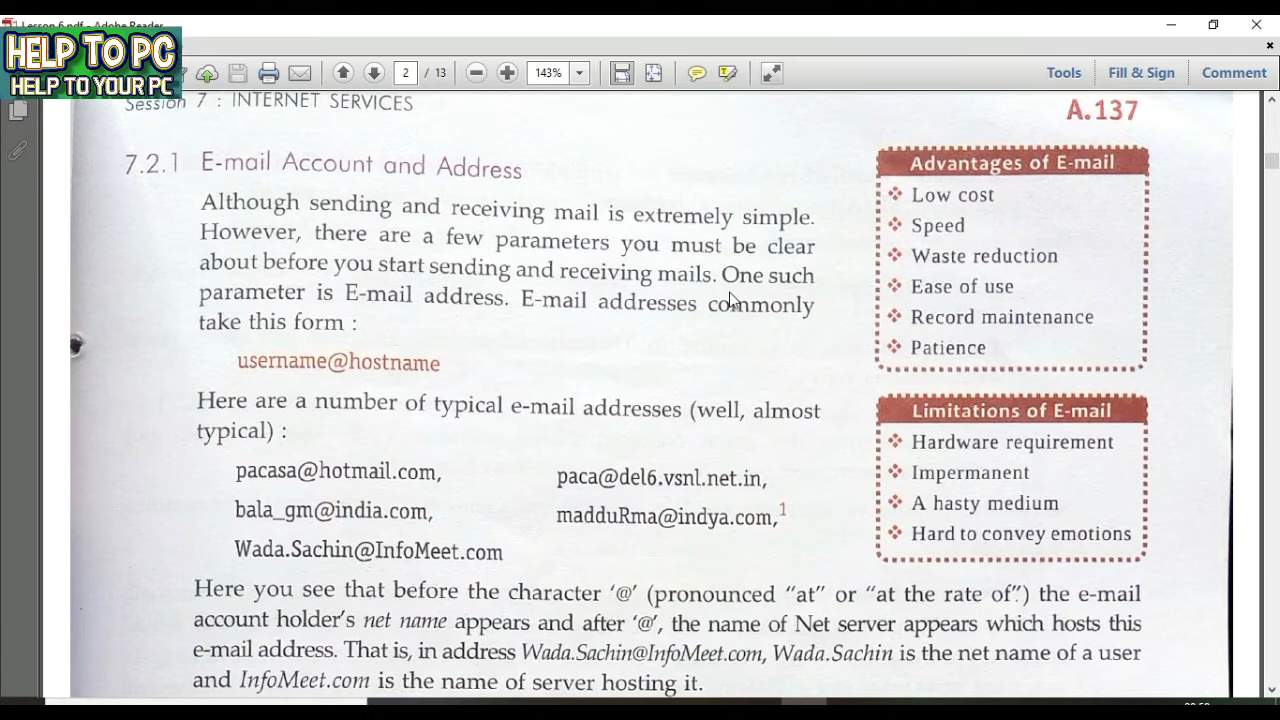 Lesson 6.pdf - Adobe Reader
HELP TO PC
HELP TO YOUR PC
2 / 13
143%
Tools
Fill & Sign
Comment
Session 7 : INTERNET SERVICES
A.137
7.2.1 E-mail Account and Address
Although sending and receiving mail is extremely simple.
However, there are a few parameters you must be clear
about before you start sending and receiving mails. One such
parameter is E-mail address. E-mail addresses commonly
take this form :
username@hostname
Here are a number of typical e-mail addresses (well, almost
typical) :
pacasa@hotmail.com, paca@del6.vsnl.net.in,
bala_gm@india.com, madduRma@indya.com,1
Wada.Sachin@InfoMeet.com
Advantages of E-mail
Low cost
Speed
Waste reduction
Ease of use
Record maintenance
Patience
Limitations of E-mail
Hardware requirement
Impermanent
A hasty medium
Hard to convey emotions
Here you see that before the character '@' (pronounced "at" or "at the rate of".) the e-mail
account holder's net name appears and after '@', the name of Net server appears which hosts this
e-mail address. That is, in address Wada.Sachin@InfoMeet.com, Wada.Sachin is the net name of a user
and InfoMeet.com is the name of server hosting it.